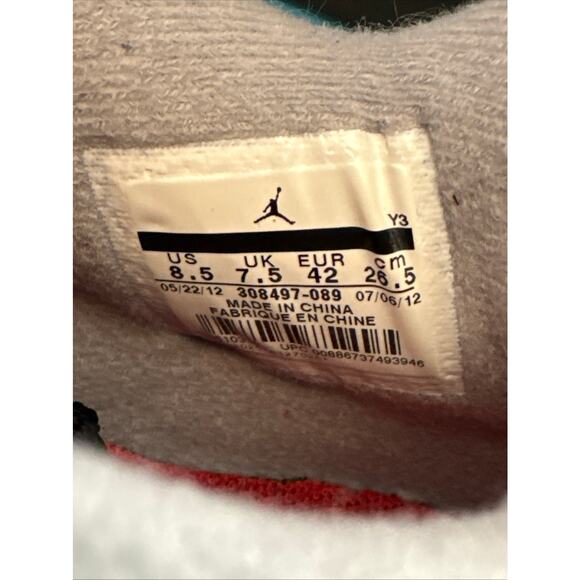 Y3
US UK EUR cm
8.5 7.5 42 26.5
05/22/12 308497-089 07/06/12
MADE IN CHINA
FABRIQUE EN CHINE
UPC 00886737493946